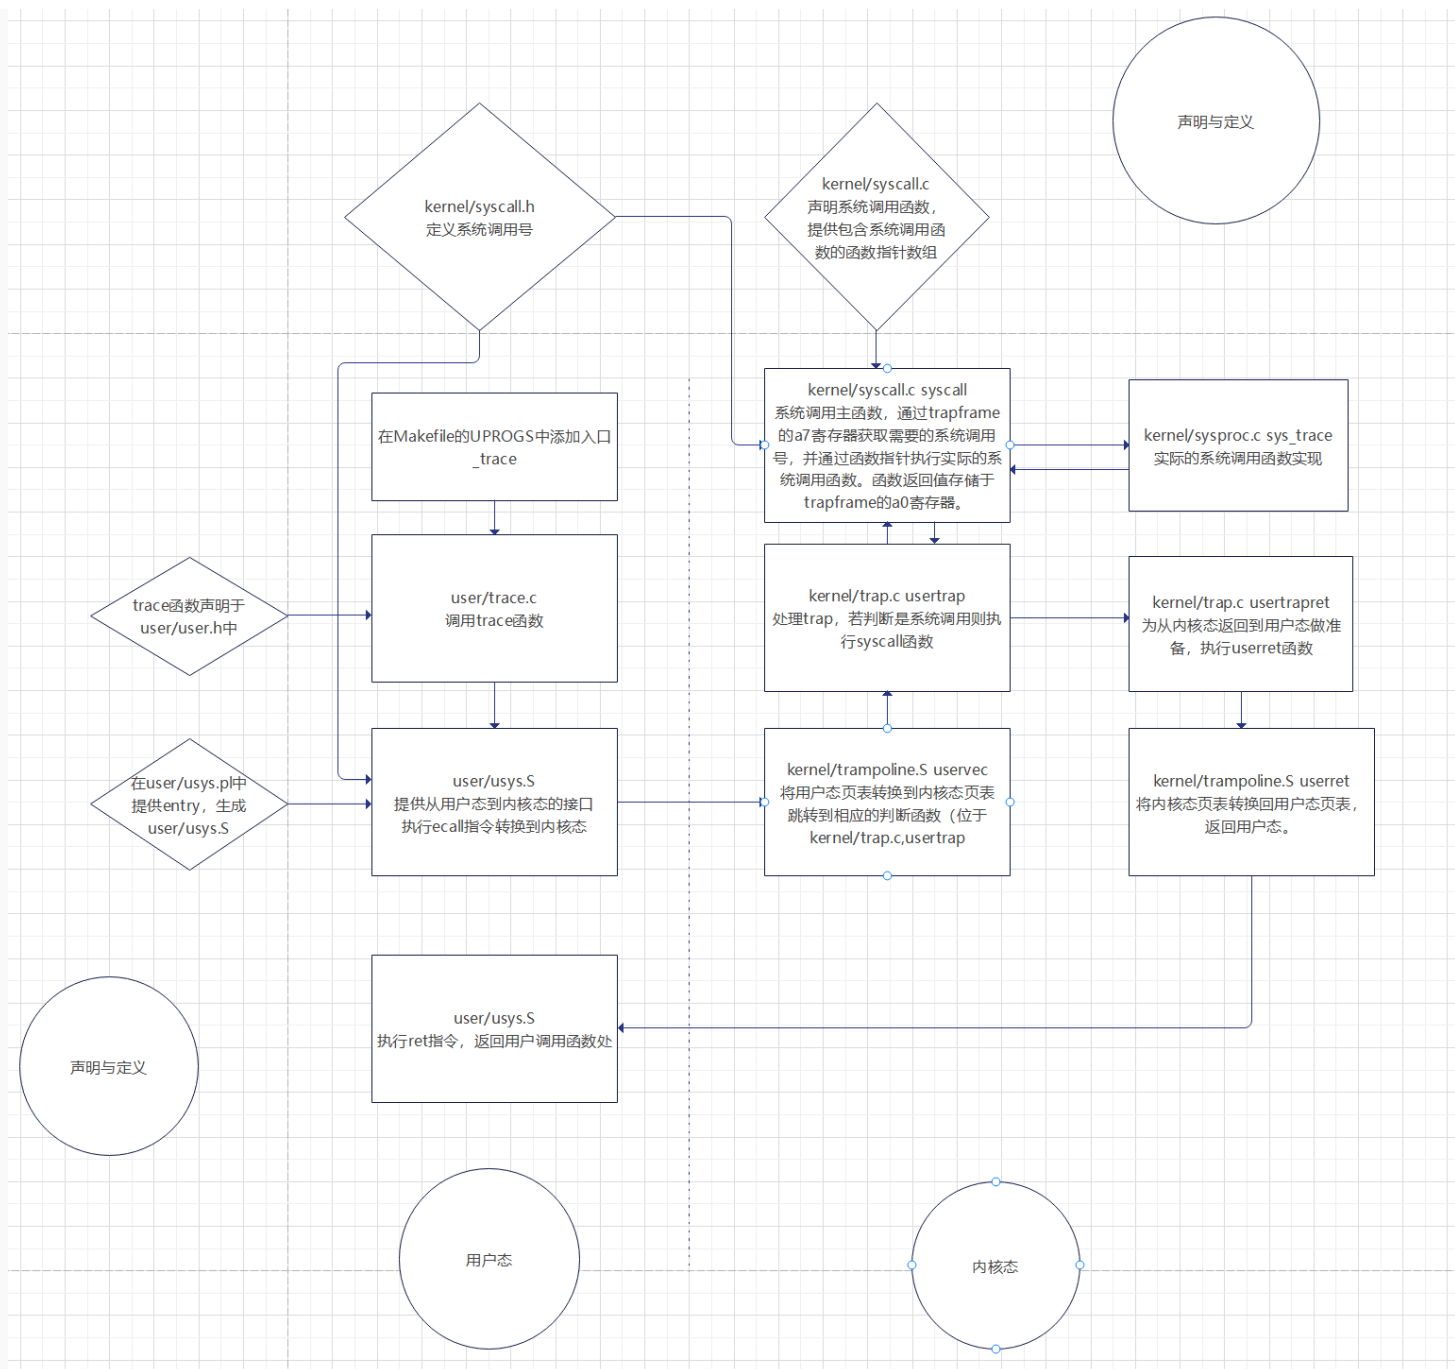 声明与定义
kernel/syscall.h
定义系统调用号
kernel/syscall.c
声明系统调用函数，
提供包含系统调用函
数的函数指针数组
在Makefile的UPROGS中添加入口
_trace
kernel/syscall.c syscall
系统调用主函数，通过trapframe
的a7寄存器获取需要的系统调用
号，并通过函数指针执行实际的系
统调用函数。函数返回值存储于
trapframe的a0寄存器。
kernel/sysproc.c sys_trace
实际的系统调用函数实现
trace函数声明于
user/user.h中
user/trace.c
调用trace函数
kernel/trap.c usertrap
处理trap，若判断是系统调用则执
行syscall函数
kernel/trap.c usertrapret
为从内核态返回到用户态做准
备，执行userret函数
在user/usys.pl中
提供entry，生成
user/usys.S
user/usys.S
提供从用户态到内核态的接口
执行ecall指令转换到内核态
kernel/trampoline.S uservec
将用户态页表转换到内核态页表
跳转到相应的判断函数（位于
kernel/trap.c,usertrap
kernel/trampoline.S userret
将内核态页表转换回用户态页表，
返回用户态。
user/usys.S
执行ret指令，返回用户调用函数处
声明与定义
用户态
内核态